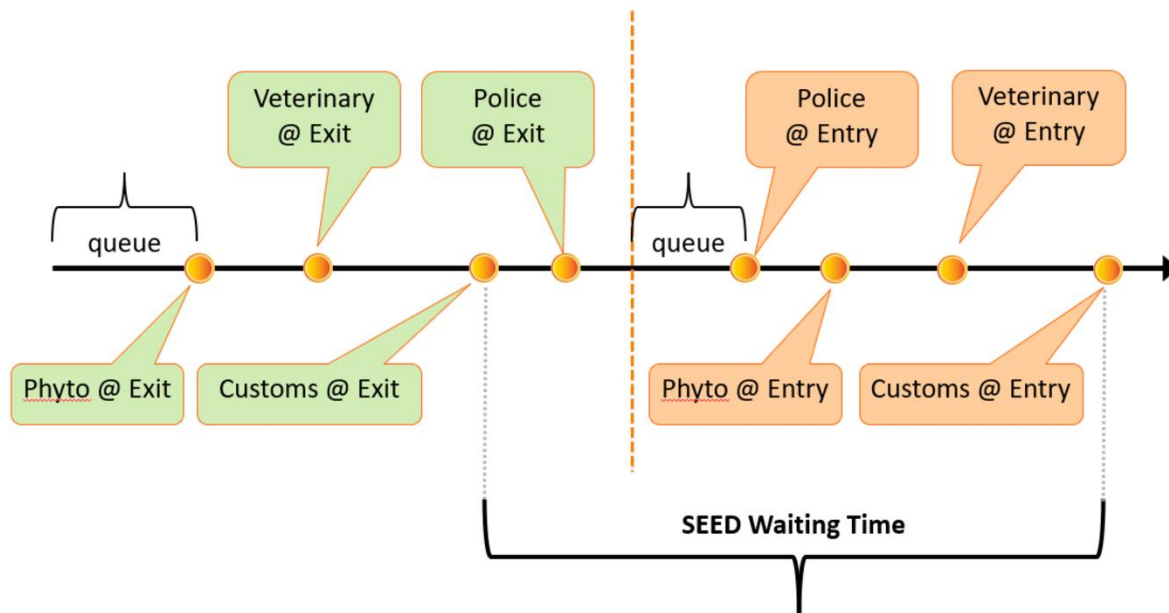 Veterinary
@ Exit
Police
@ Exit
Police
@ Entry
Veterinary
@ Entry
queue
queue
Phyto @ Exit
Customs @ Exit
Phyto @ Entry
Customs @ Entry
SEED Waiting Time